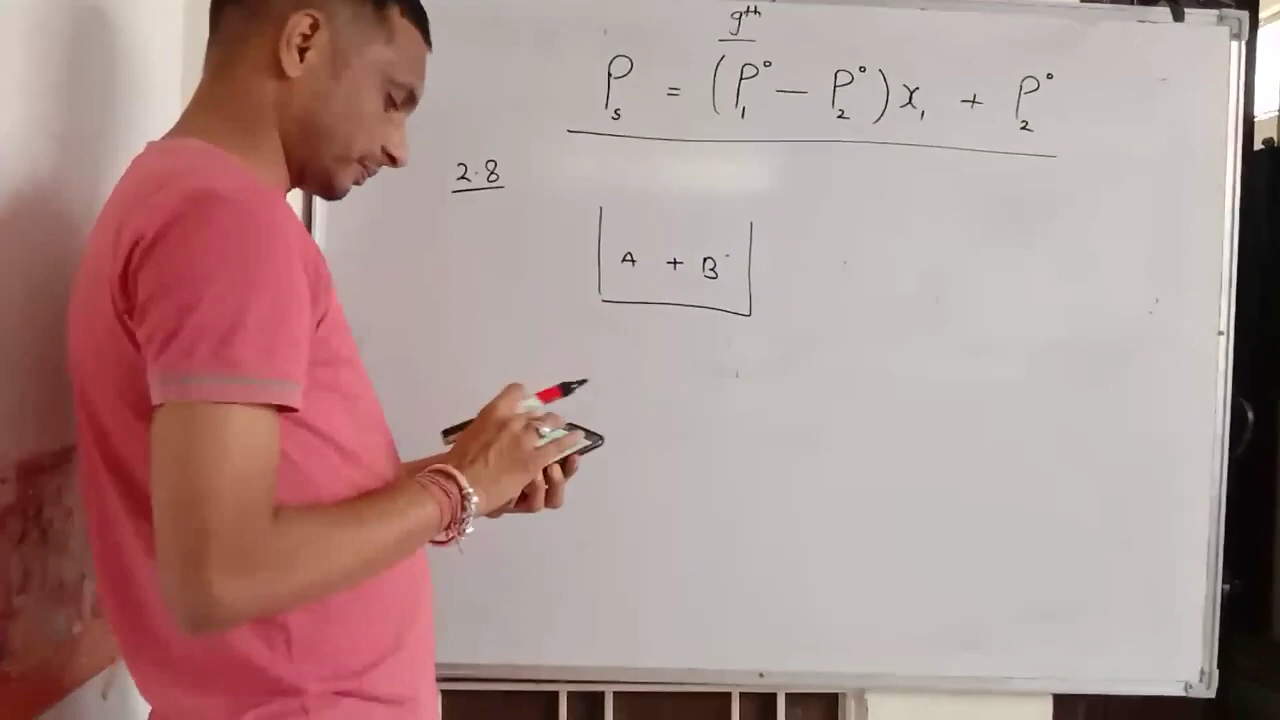 9th
Pₛ = (P₁° − P₂°)x₁ + P₂°
2.8
A + B